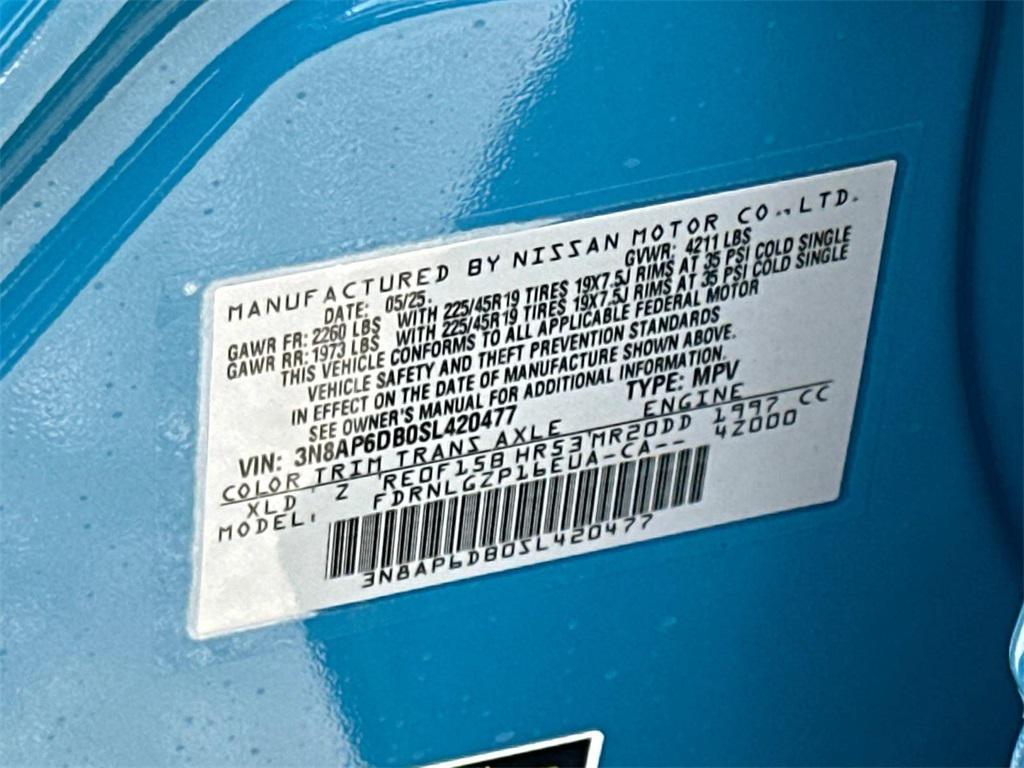 MANUFACTURED BY NISSAN MOTOR CO.,LTD.
DATE: 05/25. GVWR: 4211 LBS
GAWR FR: 2260 LBS WITH 225/45R19 TIRES 19X7.5J RIMS AT 35 PSI COLD SINGLE
GAWR RR: 1973 LBS WITH 225/45R19 TIRES 19X7.5J RIMS AT 35 PSI COLD SINGLE
THIS VEHICLE CONFORMS TO ALL APPLICABLE FEDERAL MOTOR
VEHICLE SAFETY AND THEFT PREVENTION STANDARDS
IN EFFECT ON THE DATE OF MANUFACTURE SHOWN ABOVE.
SEE OWNER'S MANUAL FOR ADDITIONAL INFORMATION.
VIN: 3N8AP6DB0SL420477 TYPE: MPV
COLOR TRIM TRANS AXLE ENGINE
XLD Z RE0F15B HR53 MR20DD 1997 CC
MODEL: FDRNLGZP16EUA-CA-- 42000
3N8AP6DB0SL420477